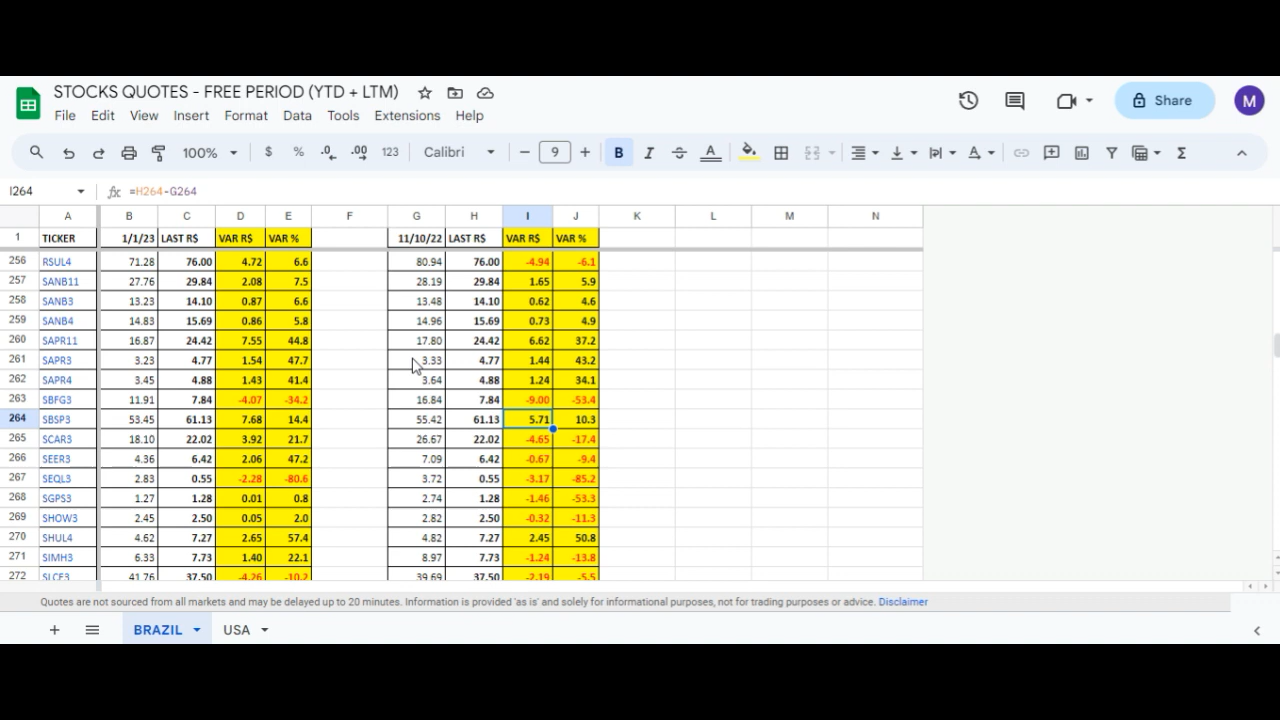 STOCKS QUOTES - FREE PERIOD (YTD + LTM)
File Edit View Insert Format Data Tools Extensions Help
Share M
100% $ % .0 .00 123 Calibri − 9 + B I A Σ
I264 fx =H264-G264
A B C D E F G H I J K L M N
1 TICKER 1/1/23 LAST R$ VAR R$ VAR % 11/10/22 LAST R$ VAR R$ VAR %
256 RSUL4 71.28 76.00 4.72 6.6 80.94 76.00 -4.94 -6.1
257 SANB11 27.76 29.84 2.08 7.5 28.19 29.84 1.65 5.9
258 SANB3 13.23 14.10 0.87 6.6 13.48 14.10 0.62 4.6
259 SANB4 14.83 15.69 0.86 5.8 14.96 15.69 0.73 4.9
260 SAPR11 16.87 24.42 7.55 44.8 17.80 24.42 6.62 37.2
261 SAPR3 3.23 4.77 1.54 47.7 3.33 4.77 1.44 43.2
262 SAPR4 3.45 4.88 1.43 41.4 3.64 4.88 1.24 34.1
263 SBFG3 11.91 7.84 -4.07 -34.2 16.84 7.84 -9.00 -53.4
264 SBSP3 53.45 61.13 7.68 14.4 55.42 61.13 5.71 10.3
265 SCAR3 18.10 22.02 3.92 21.7 26.67 22.02 -4.65 -17.4
266 SEER3 4.36 6.42 2.06 47.2 7.09 6.42 -0.67 -9.4
267 SEQL3 2.83 0.55 -2.28 -80.6 3.72 0.55 -3.17 -85.2
268 SGPS3 1.27 1.28 0.01 0.8 2.74 1.28 -1.46 -53.3
269 SHOW3 2.45 2.50 0.05 2.0 2.82 2.50 -0.32 -11.3
270 SHUL4 4.62 7.27 2.65 57.4 4.82 7.27 2.45 50.8
271 SIMH3 6.33 7.73 1.40 22.1 8.97 7.73 -1.24 -13.8
272 SLCE3 41.76 37.50 -4.26 -10.2 39.69 37.50 -2.19 -5.5
Quotes are not sourced from all markets and may be delayed up to 20 minutes. Information is provided 'as is' and solely for informational purposes, not for trading purposes or advice. Disclaimer
BRAZIL USA